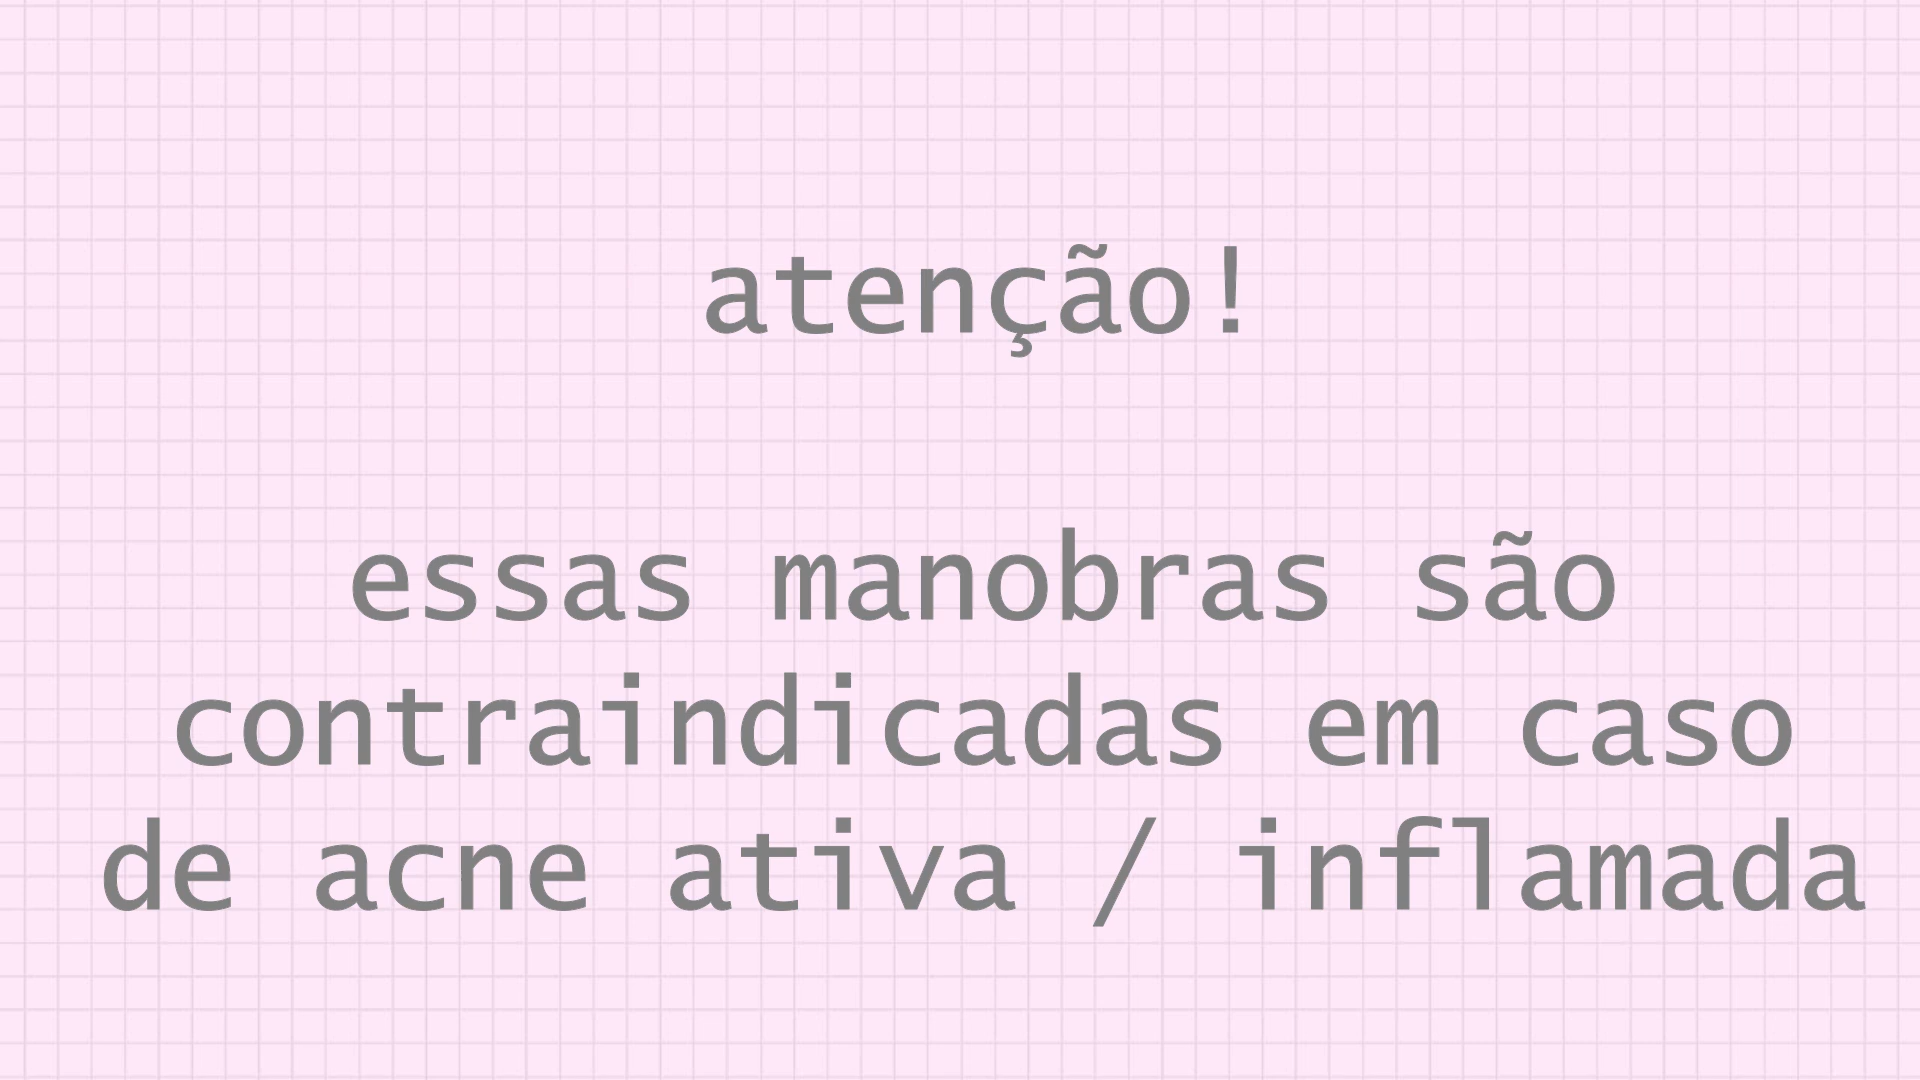 atenção!
essas manobras são
contraindicadas em caso
de acne ativa / inflamada